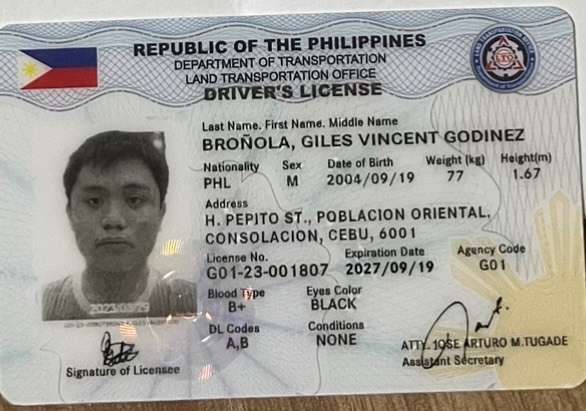 REPUBLIC OF THE PHILIPPINES
DEPARTMENT OF TRANSPORTATION
LAND TRANSPORTATION OFFICE
DRIVER'S LICENSE
LTO
Last Name. First Name. Middle Name
BROÑOLA, GILES VINCENT GODINEZ
Nationality Sex Date of Birth Weight (kg) Height(m)
PHL M 2004/09/19 77 1.67
Address
H. PEPITO ST., POBLACION ORIENTAL,
CONSOLACION, CEBU, 6001
License No. Expiration Date Agency Code
G01-23-001807 2027/09/19 G01
Blood Type Eyes Color
B+ BLACK
DL Codes Conditions
A,B NONE
ATTY. JOSE ARTURO M.TUGADE
Assistant Secretary
Signature of Licensee